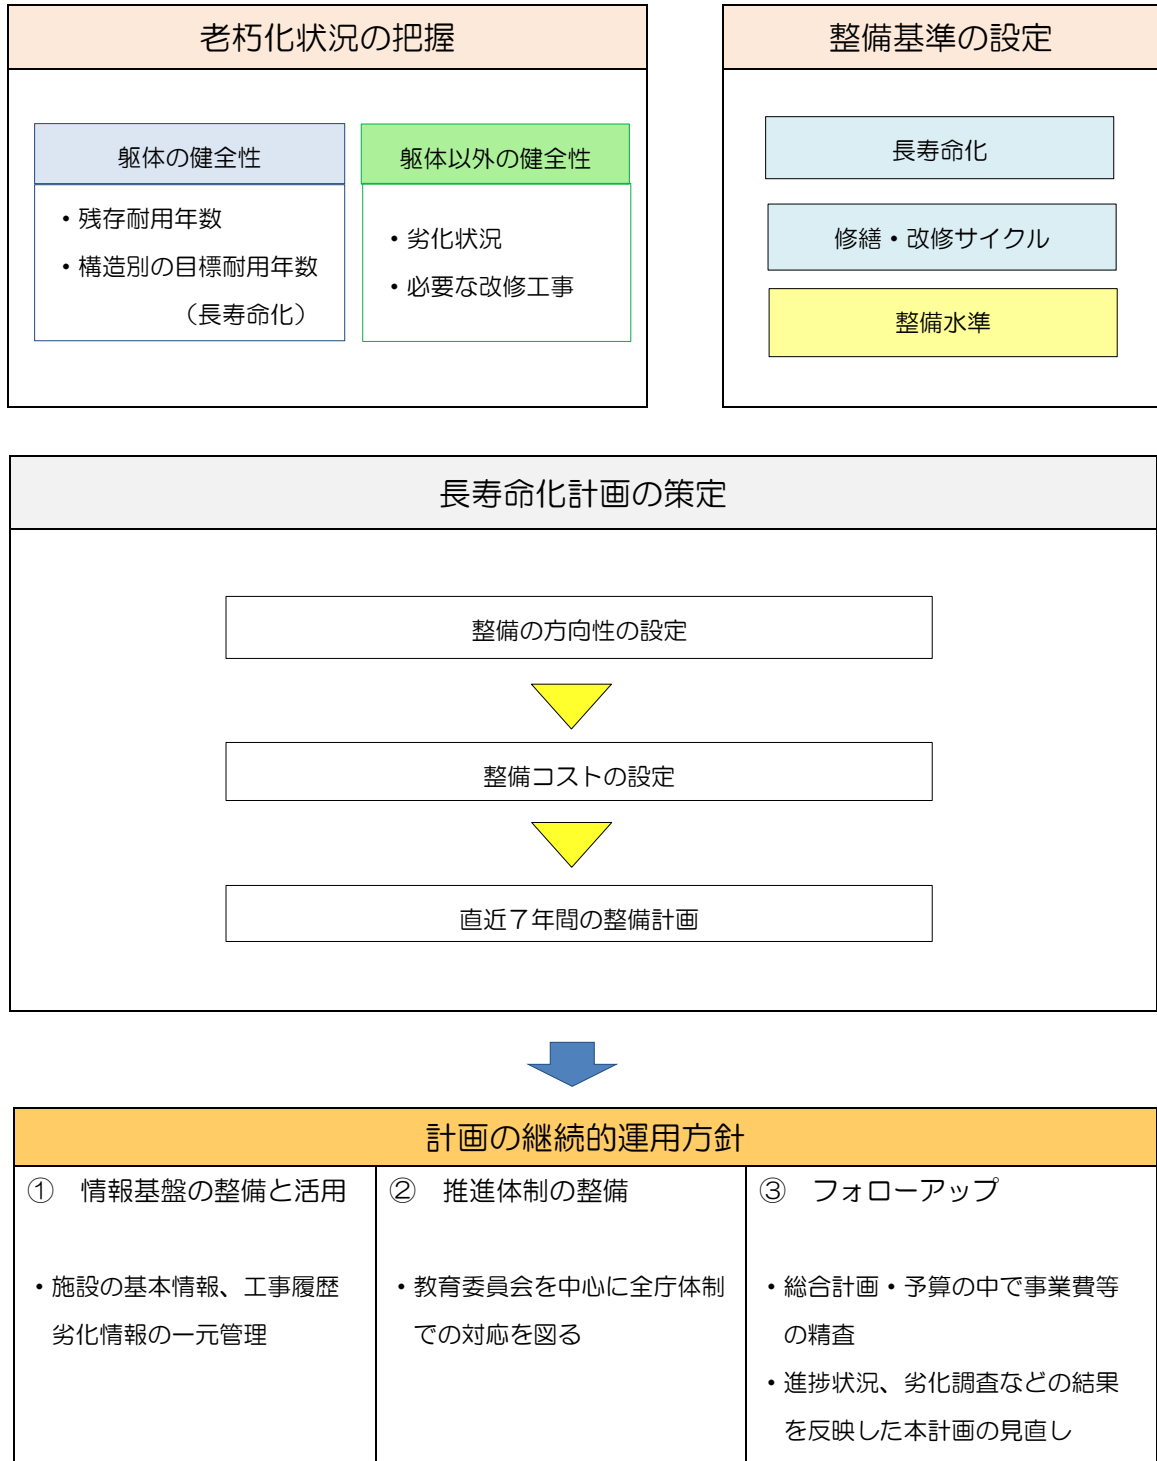 老朽化状況の把握
躯体の健全性
・残存耐用年数
・構造別の目標耐用年数
（長寿命化）
躯体以外の健全性
・劣化状況
・必要な改修工事
整備基準の設定
長寿命化
修繕・改修サイクル
整備水準
長寿命化計画の策定
整備の方向性の設定
整備コストの設定
直近７年間の整備計画
計画の継続的運用方針
①　情報基盤の整備と活用
・施設の基本情報、工事履歴
劣化情報の一元管理
②　推進体制の整備
・教育委員会を中心に全庁体制
での対応を図る
③　フォローアップ
・総合計画・予算の中で事業費等
の精査
・進捗状況、劣化調査などの結果
を反映した本計画の見直し